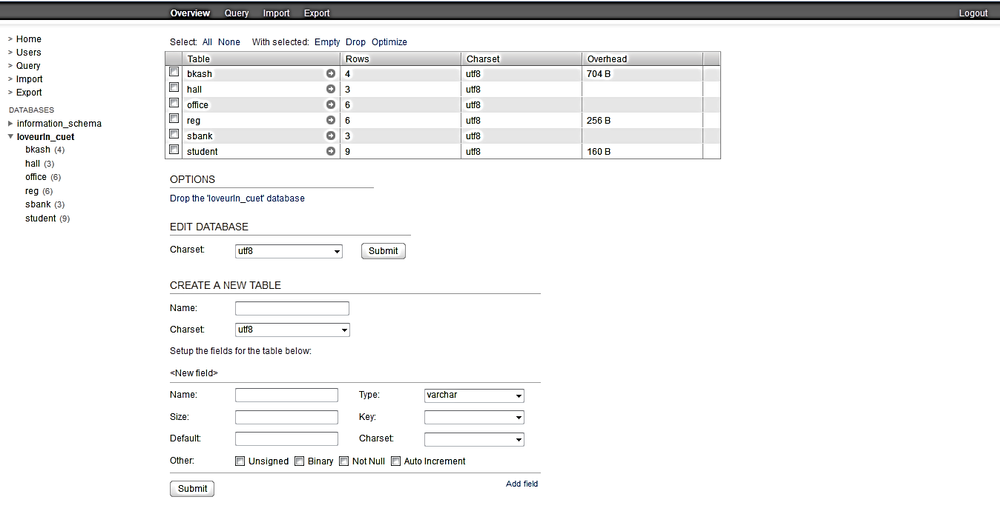 Overview Query Import Export Logout
> Home
> Users
> Query
> Import
> Export
DATABASES
information_schema
loveurln_cuet
bkash (4)
hall (3)
office (6)
reg (6)
sbank (3)
student (9)
Select: All None With selected: Empty Drop Optimize
Table Rows Charset Overhead
bkash 4 utf8 704 B
hall 3 utf8
office 6 utf8
reg 6 utf8 256 B
sbank 3 utf8
student 9 utf8 160 B
OPTIONS
Drop the 'loveurln_cuet' database
EDIT DATABASE
Charset: utf8 Submit
CREATE A NEW TABLE
Name:
Charset: utf8
Setup the fields for the table below:
<New field>
Name: Type: varchar
Size: Key:
Default: Charset:
Other: Unsigned Binary Not Null Auto Increment
Submit Add field